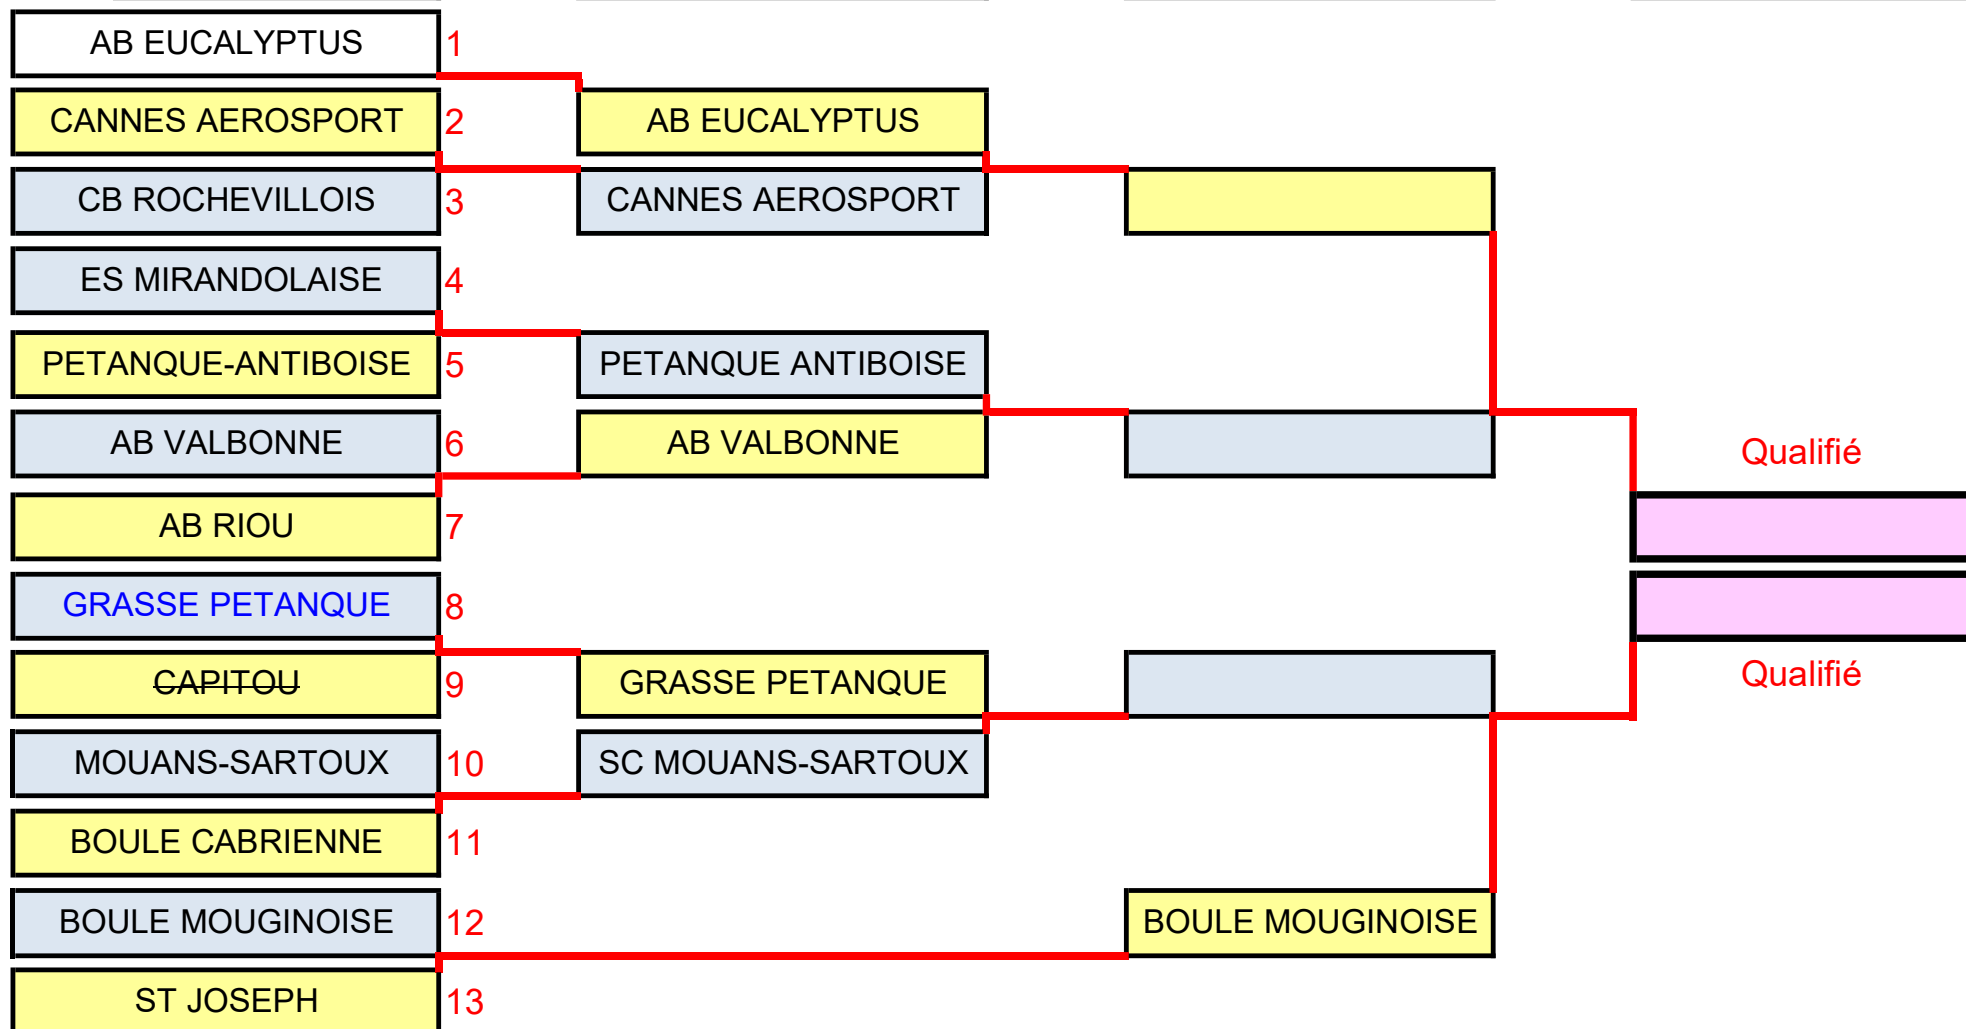 AB EUCALYPTUS 1
CANNES AEROSPORT 2 AB EUCALYPTUS
CB ROCHEVILLOIS 3 CANNES AEROSPORT
ES MIRANDOLAISE 4
PETANQUE-ANTIBOISE 5 PETANQUE ANTIBOISE
AB VALBONNE 6 AB VALBONNE Qualifié
AB RIOU 7
GRASSE PETANQUE 8
CAPITOU 9 GRASSE PETANQUE Qualifié
MOUANS-SARTOUX 10 SC MOUANS-SARTOUX
BOULE CABRIENNE 11
BOULE MOUGINOISE 12 BOULE MOUGINOISE
ST JOSEPH 13